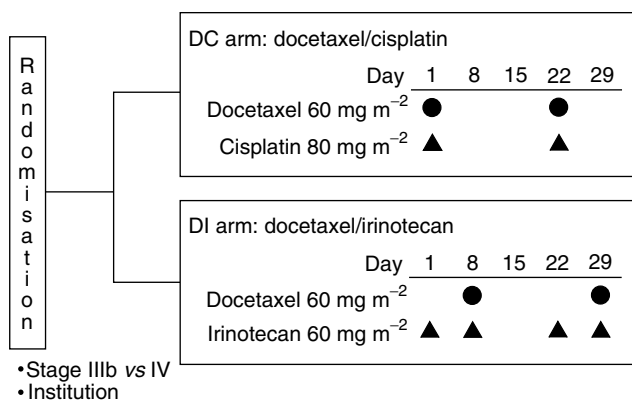 Randomisation
DC arm: docetaxel/cisplatin
Day 1 8 15 22 29
Docetaxel 60 mg m⁻²
Cisplatin 80 mg m⁻²
DI arm: docetaxel/irinotecan
Day 1 8 15 22 29
Docetaxel 60 mg m⁻²
Irinotecan 60 mg m⁻²
•Stage IIIb vs IV
•Institution